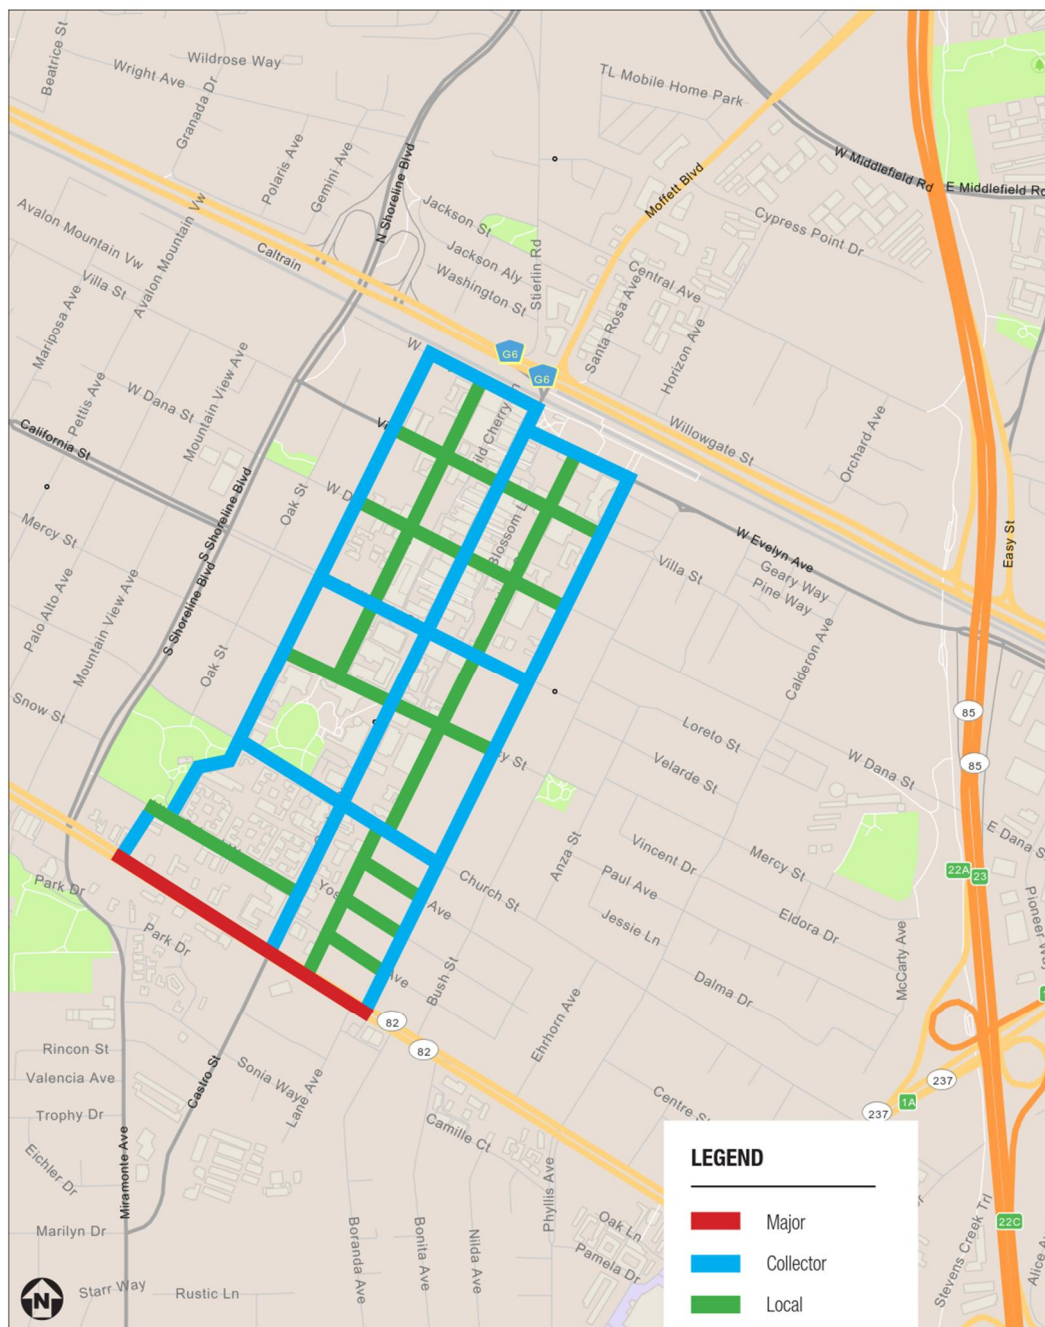 Beatrice St
Wildrose Way
Wright Ave
Granada Dr
TL Mobile Home Park
Polaris Ave
Gemini Ave
N Shoreline Blvd
W Middlefield Rd
E Middlefield Rd
Moffett Blvd
Avalon Mountain Vw
Avalon Mountain Vw
Jackson St
Cypress Point Dr
Caltrain
Jackson Aly
Stierlin Rd
Washington St
Central Ave
Villa St
Santa Rosa Ave
Mariposa Ave
Horizon Ave
W
G6
G6
Mountain View Ave
Pettis Ave
W Dana St
California St
Willowgate St
Orchard Ave
Oak St
S Shoreline Blvd
Mercy St
W Evelyn Ave
Easy St
Villa St
Geary Way
Pine Way
Palo Alto Ave
Mountain View Ave
S Shoreline Blvd
Oak St
Calderon Ave
Snow St
85
Loreto St
85
W Dana St
Velarde St
E Dana S
Anza St
Vincent Dr
Mercy St
22A
23
Park Dr
Church St
Paul Ave
Eldora Dr
Jessie Ln
Park Dr
McCarty Ave
Bush St
Dalma Dr
Ehrhorn Ave
82
82
Rincon St
Valencia Ave
Sonia Way
Lane Ave
Castro St
237
237
1A
Trophy Dr
Camille Ct
Eichler Dr
Miramonte Ave
Phyllis Ave
Marilyn Dr
Boranda Ave
Bonita Ave
Nilda Ave
Oak Ln
Pamela Dr
Starr Way
Rustic Ln
Stevens Creek Trl
22C
N
LEGEND
Major
Collector
Local